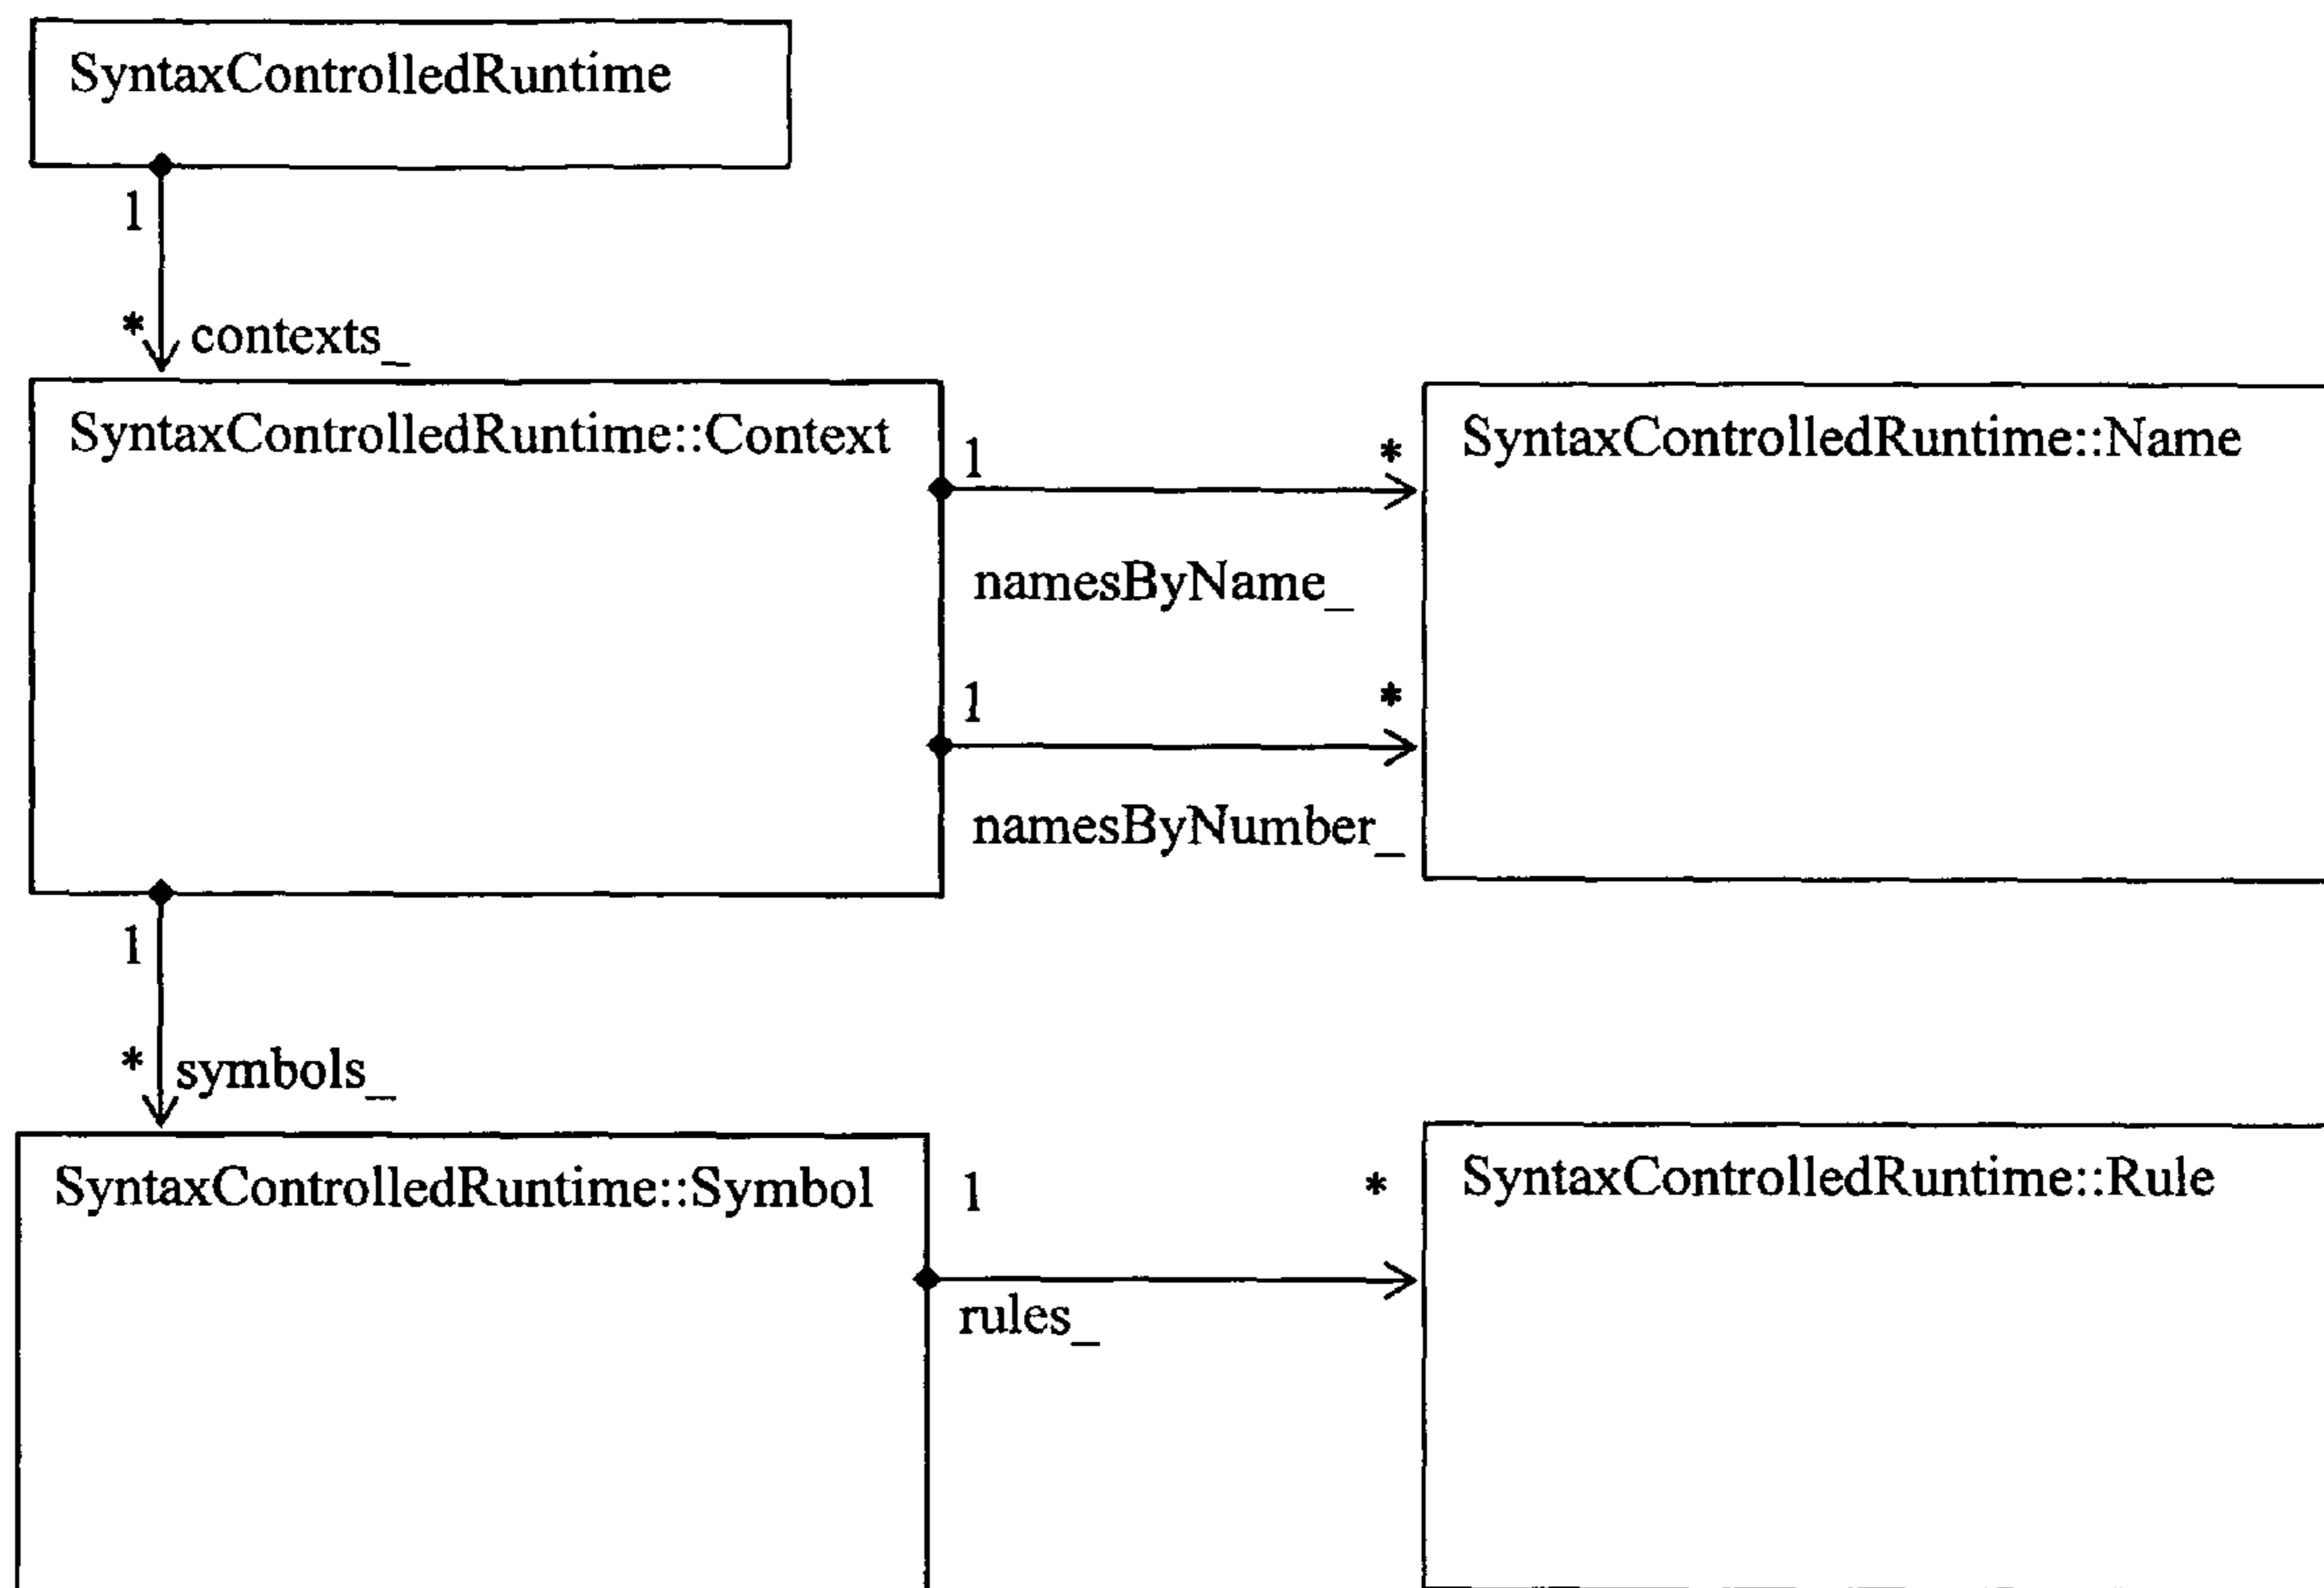 SyntaxControlledRuntime
1
* contexts_
SyntaxControlledRuntime::Context
1 *
SyntaxControlledRuntime::Name
namesByName_
1 *
namesByNumber_
1
* symbols_
SyntaxControlledRuntime::Symbol
1 *
SyntaxControlledRuntime::Rule
rules_